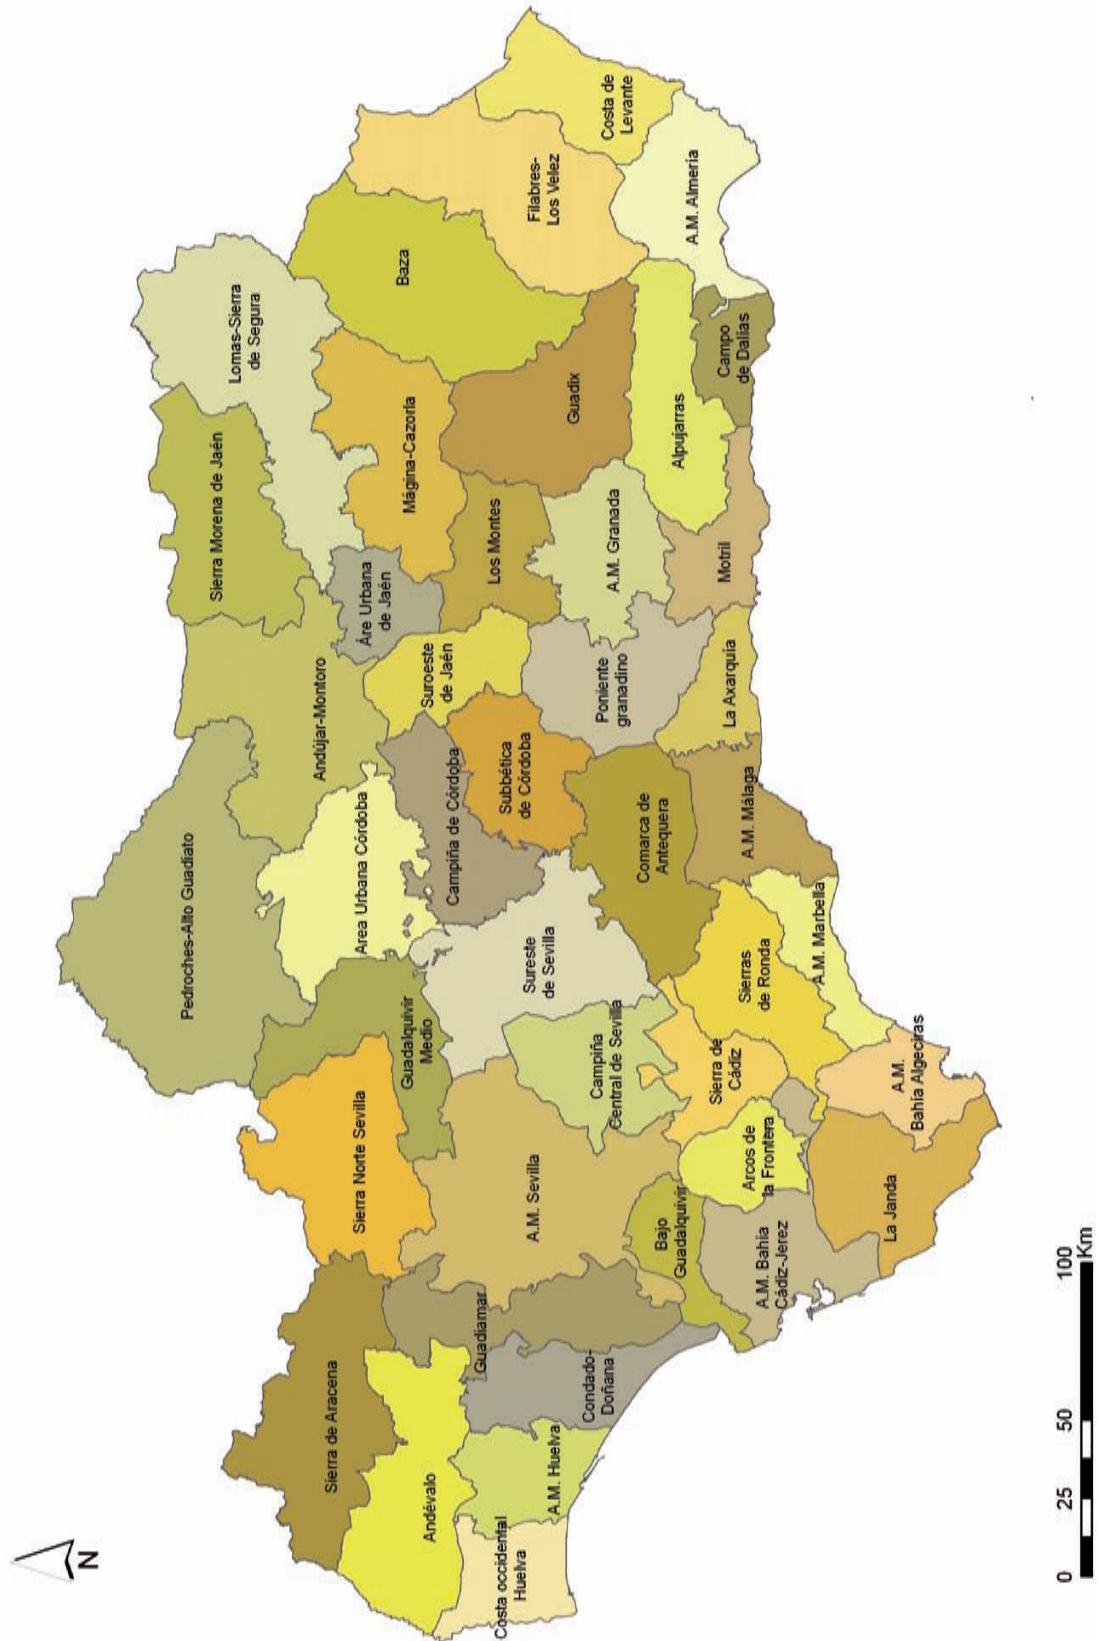 N
Pedroches-Alto Guadiato
Sierra Morena de Jaén
Lomas-Sierra
de Segura
Andújar-Montoro
Area Urbana Córdoba
Sierra Norte Sevilla
Sierra de Aracena
Andévalo
Guadalquivir
Medio
Áre Urbana
de Jaén
Mágina-Cazorla
Baza
Campiña de Córdoba
Suroeste
de Jaén
Los Montes
Subbética
de Córdoba
Sureste
de Sevilla
Guadiamar
A.M. Sevilla
Costa occidental
Huelva
A.M. Huelva
Condado-
Doñana
Campiña
Central de Sevilla
Comarca de
Antequera
Poniente
granadino
A.M. Granada
Guadix
Filabres-
Los Velez
Costa de
Levante
Bajo
Guadalquivir
Sierra de
Cádiz
Sierras
de Ronda
A.M. Málaga
La Axarquía
Motril
Alpujarras
Campo
de Dalías
A.M. Almería
A.M. Bahía
Cádiz-Jerez
Arcos de
la Frontera
A.M. Marbella
La Janda
A.M.
Bahía Algeciras
0 25 50 100
Km